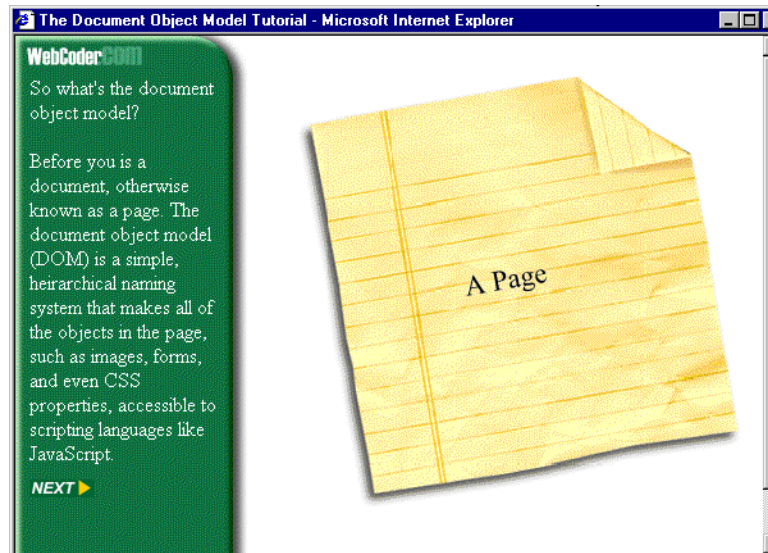 The Document Object Model Tutorial - Microsoft Internet Explorer
WebCoderCOM
So what's the document
object model?
Before you is a
document, otherwise
known as a page. The
document object model
(DOM) is a simple,
heirarchical naming
system that makes all of
the objects in the page,
such as images, forms,
and even CSS
properties, accessible to
scripting languages like
JavaScript.
NEXT
A Page